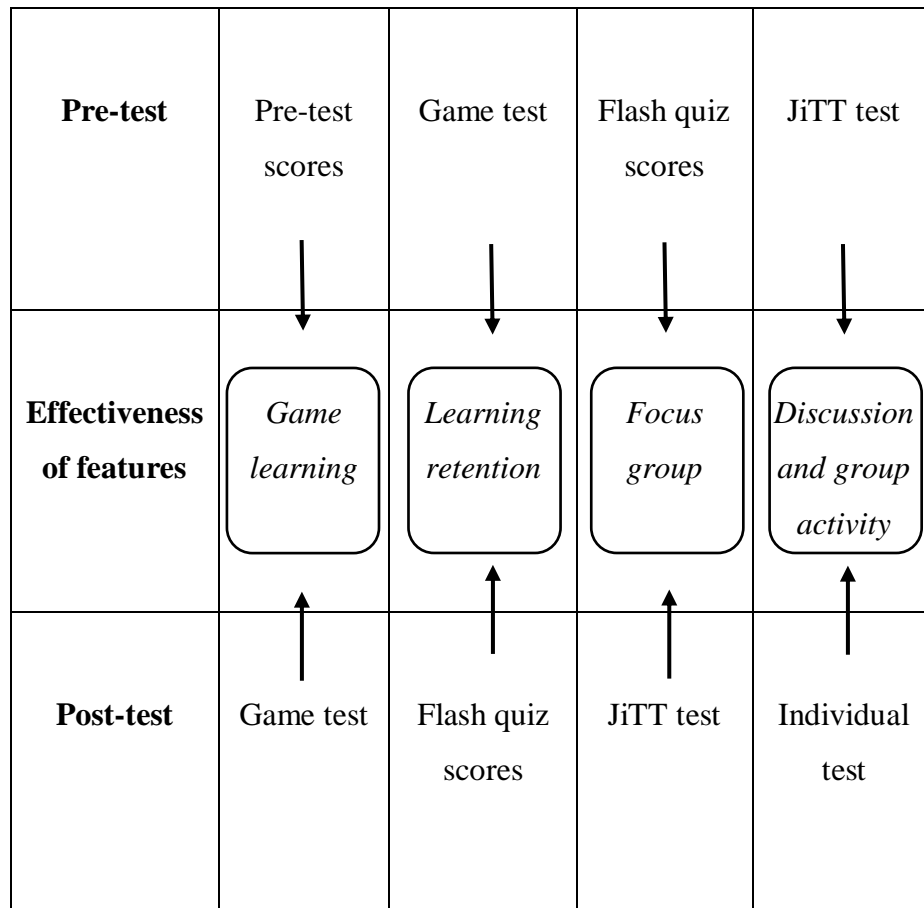 Pre-test
Pre-test
scores
Game test
Flash quiz
scores
JiTT test
Effectiveness
of features
Game
learning
Learning
retention
Focus
group
Discussion
and group
activity
Post-test
Game test
Flash quiz
scores
JiTT test
Individual
test